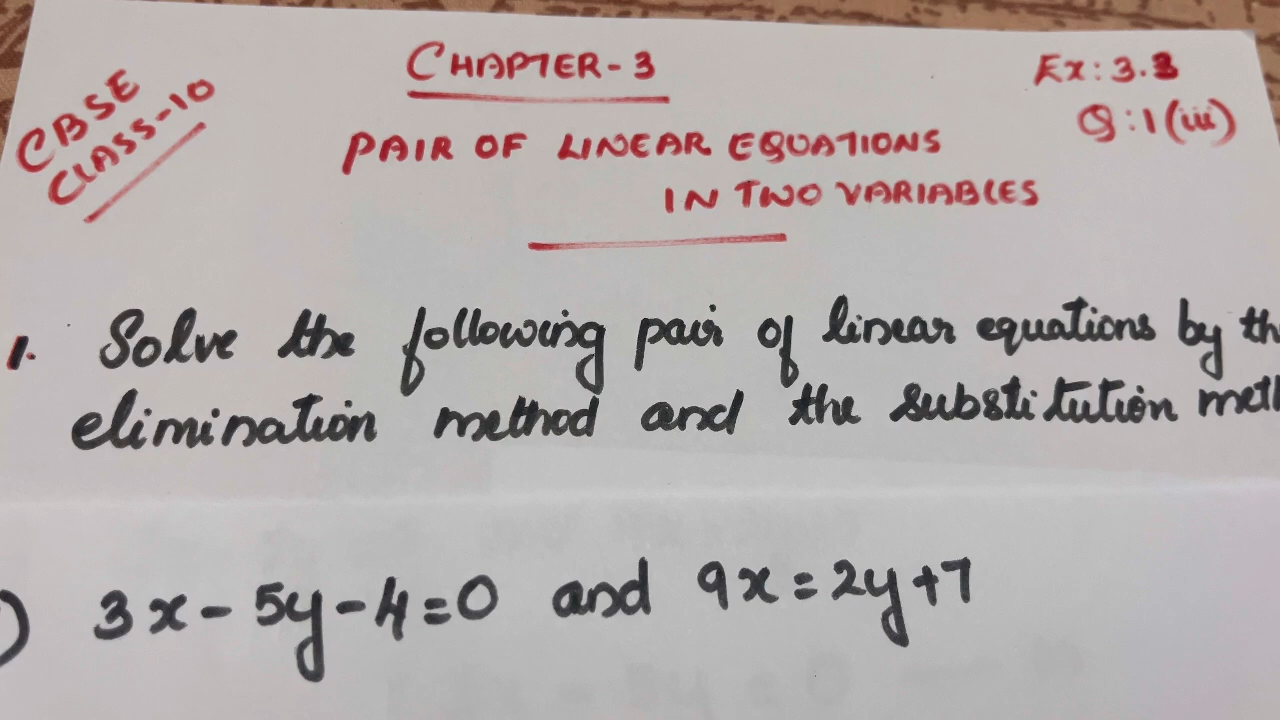 CBSE
CLASS-10
CHAPTER-3
Ex: 3.3
Q:1(iii)
PAIR OF LINEAR EQUATIONS
IN TWO VARIABLES
1. Solve the following pair of linear equations by
elimination method and the substitution
) 3x-5y-4=0 and 9x=2y+7